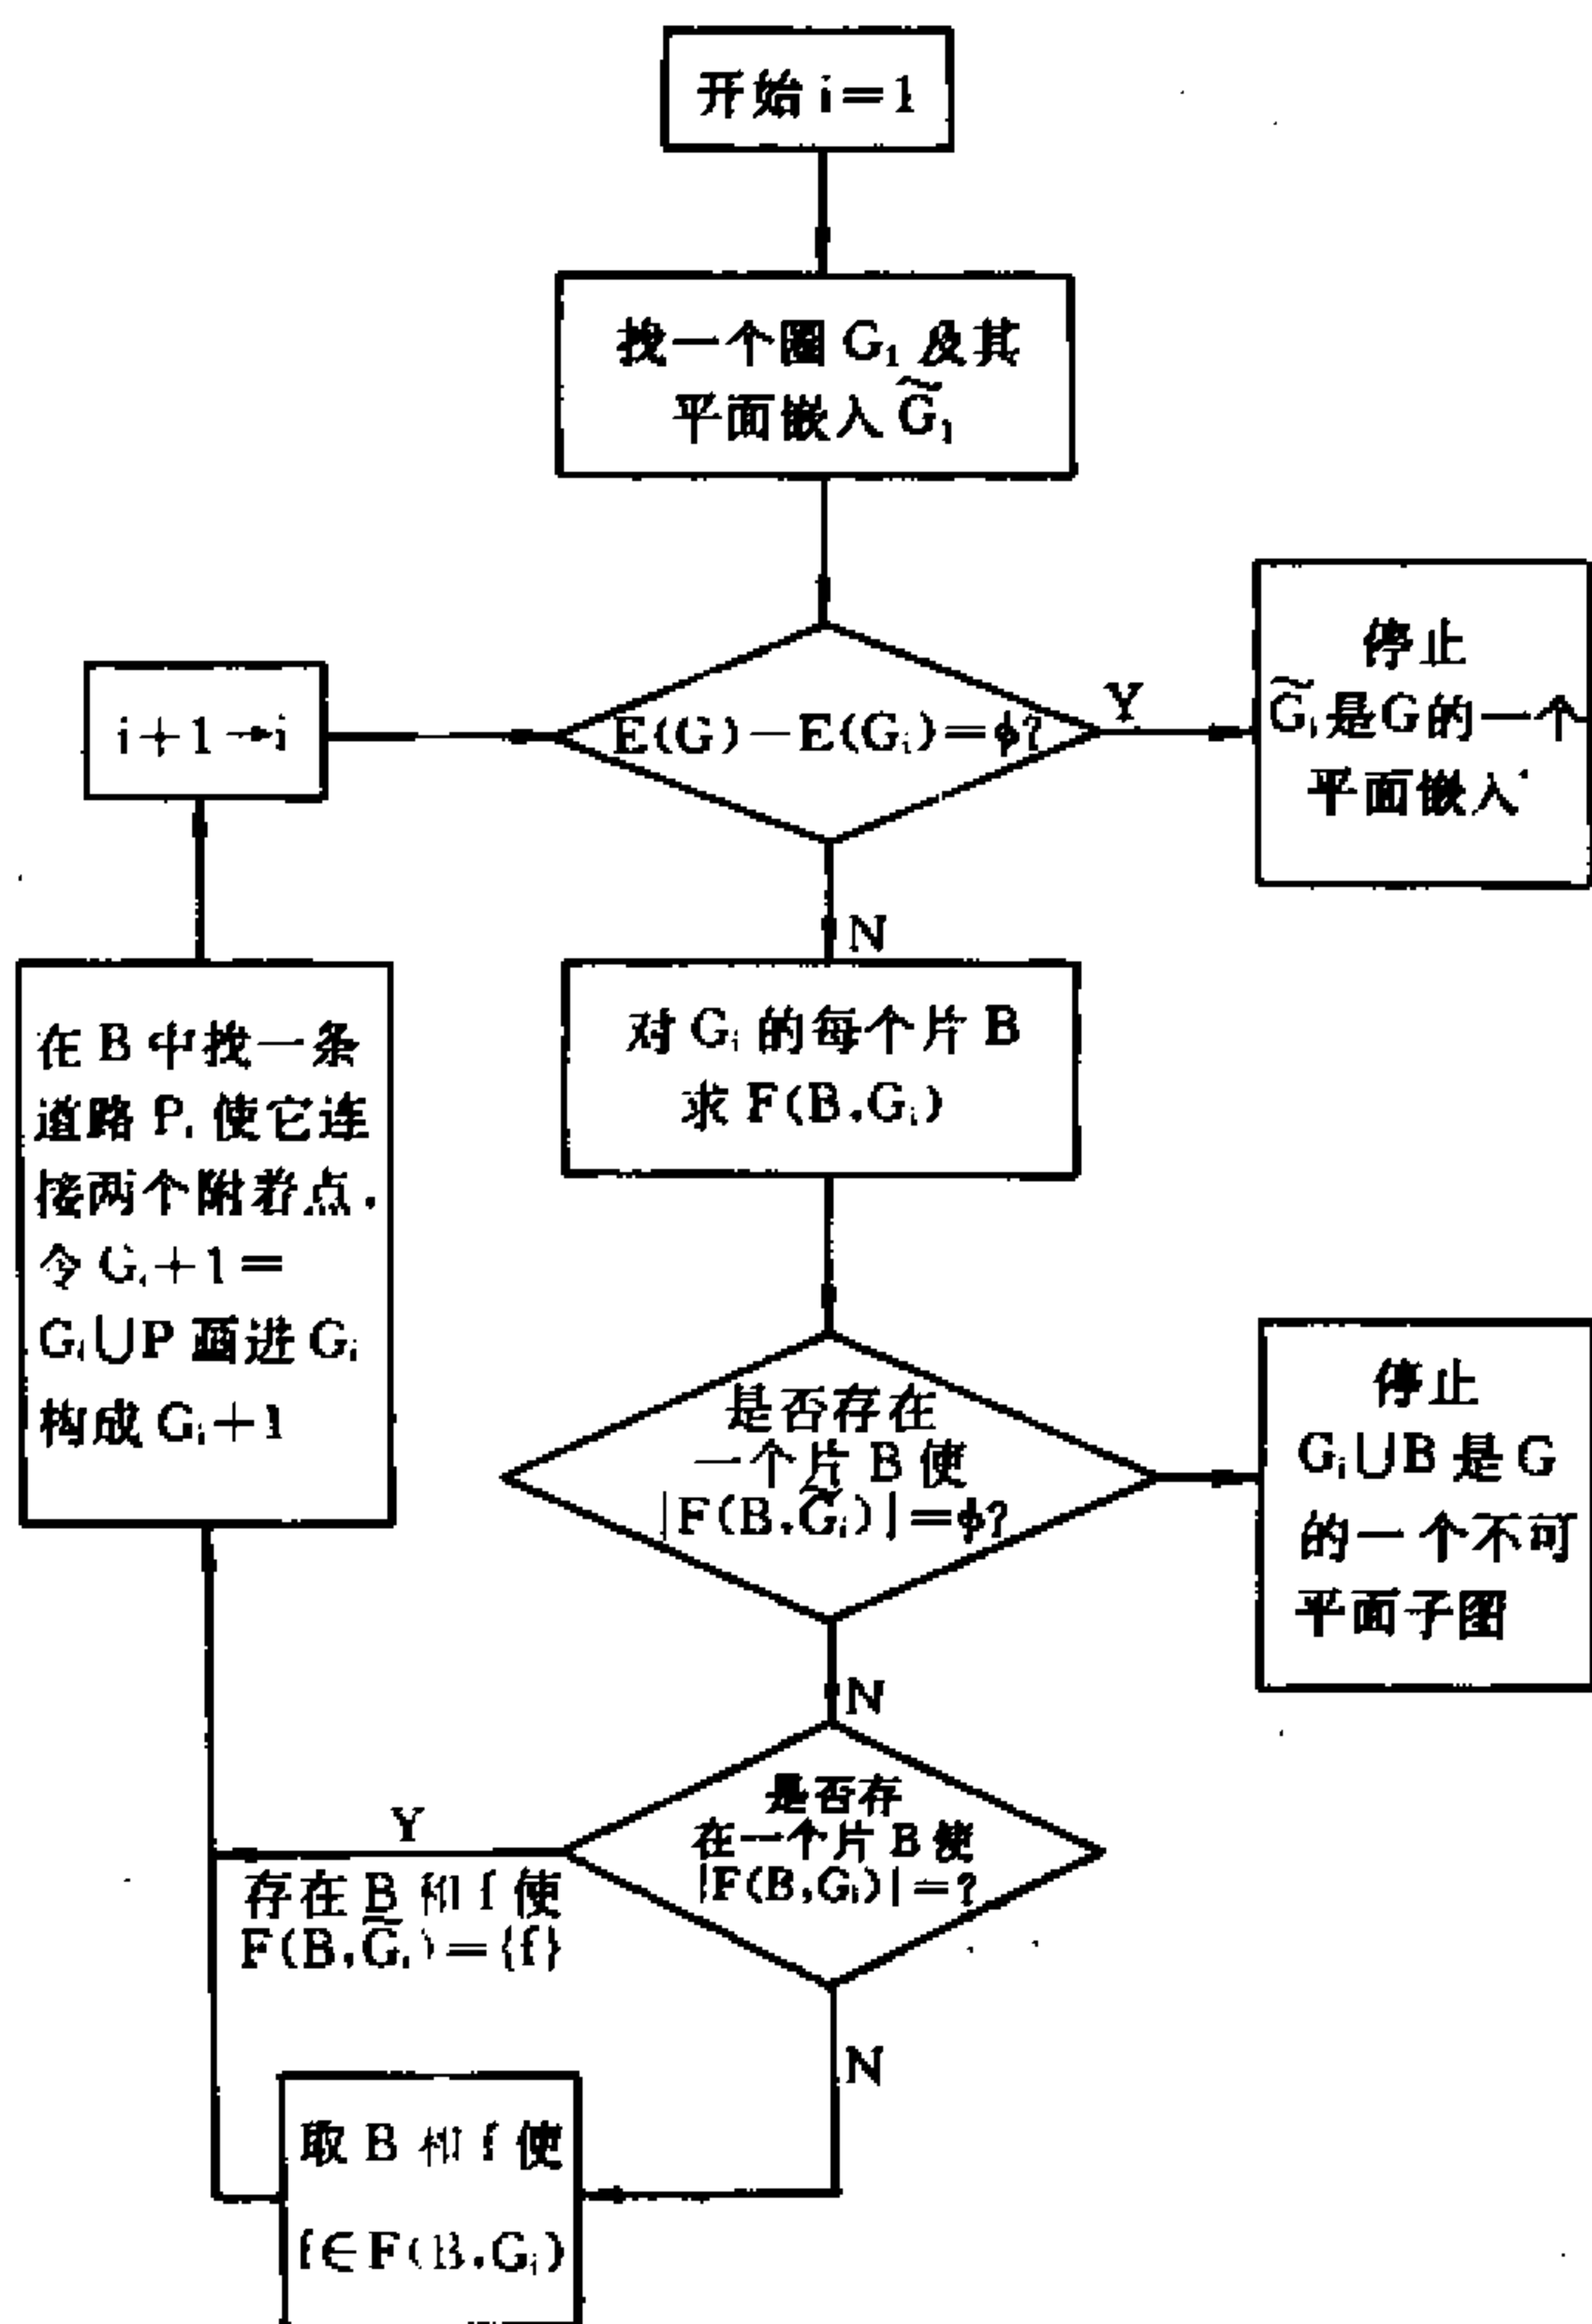 开始 i=1
找一个圈 G₁ 及其
平面嵌入 G̃₁
E(G)-E(Gᵢ)=ϕ?
Y
停止
G̃ᵢ是G的一个
平面嵌入
i+1→i
N
对 Gᵢ 的每个片 B
求 F(B,Gᵢ)
在 B 中找一条
道路 Pᵢ 使它连
接两个附着点,
令 Gᵢ+1=
Gᵢ∪P 画进 Gᵢ
构成 Gᵢ+1
是否存在
一个片 B 使
|F(B,G̃ᵢ)|=ϕ?
停止
Gᵢ∪B 是 G
的一个不可
平面子图
N
是否存
在一个片 B 使
|F(B,Gᵢ)|=?
Y
存在 B 和 f 使
F(B,G̃ᵢ)={f}
N
取 B 和 f 使
f∈F(B,Gᵢ)